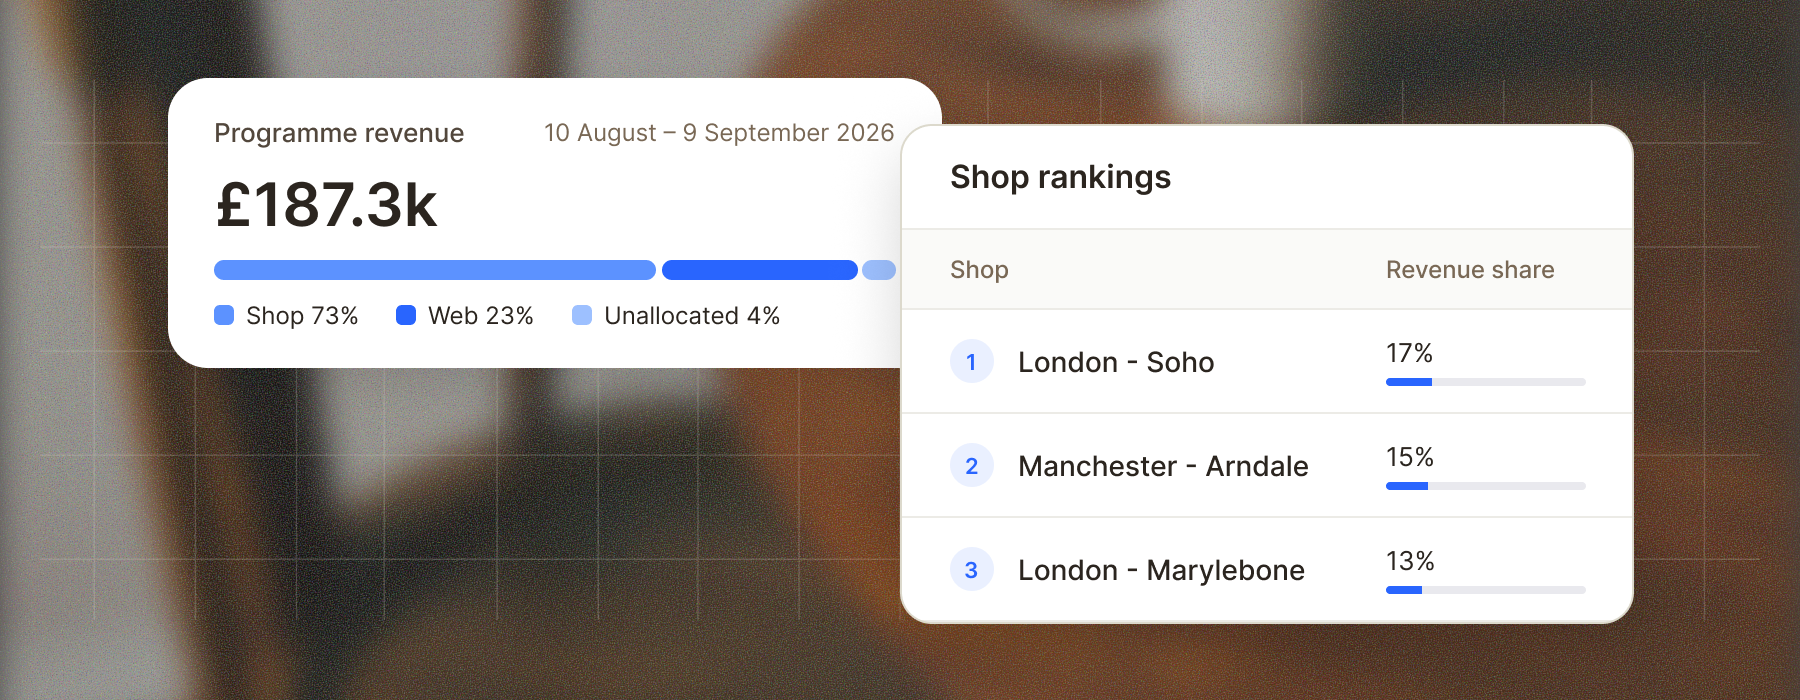 Programme revenue
10 August – 9 September 2026
£187.3k
Shop 73%
Web 23%
Unallocated 4%
Shop rankings
Shop
Revenue share
1
London - Soho
17%
2
Manchester - Arndale
15%
3
London - Marylebone
13%